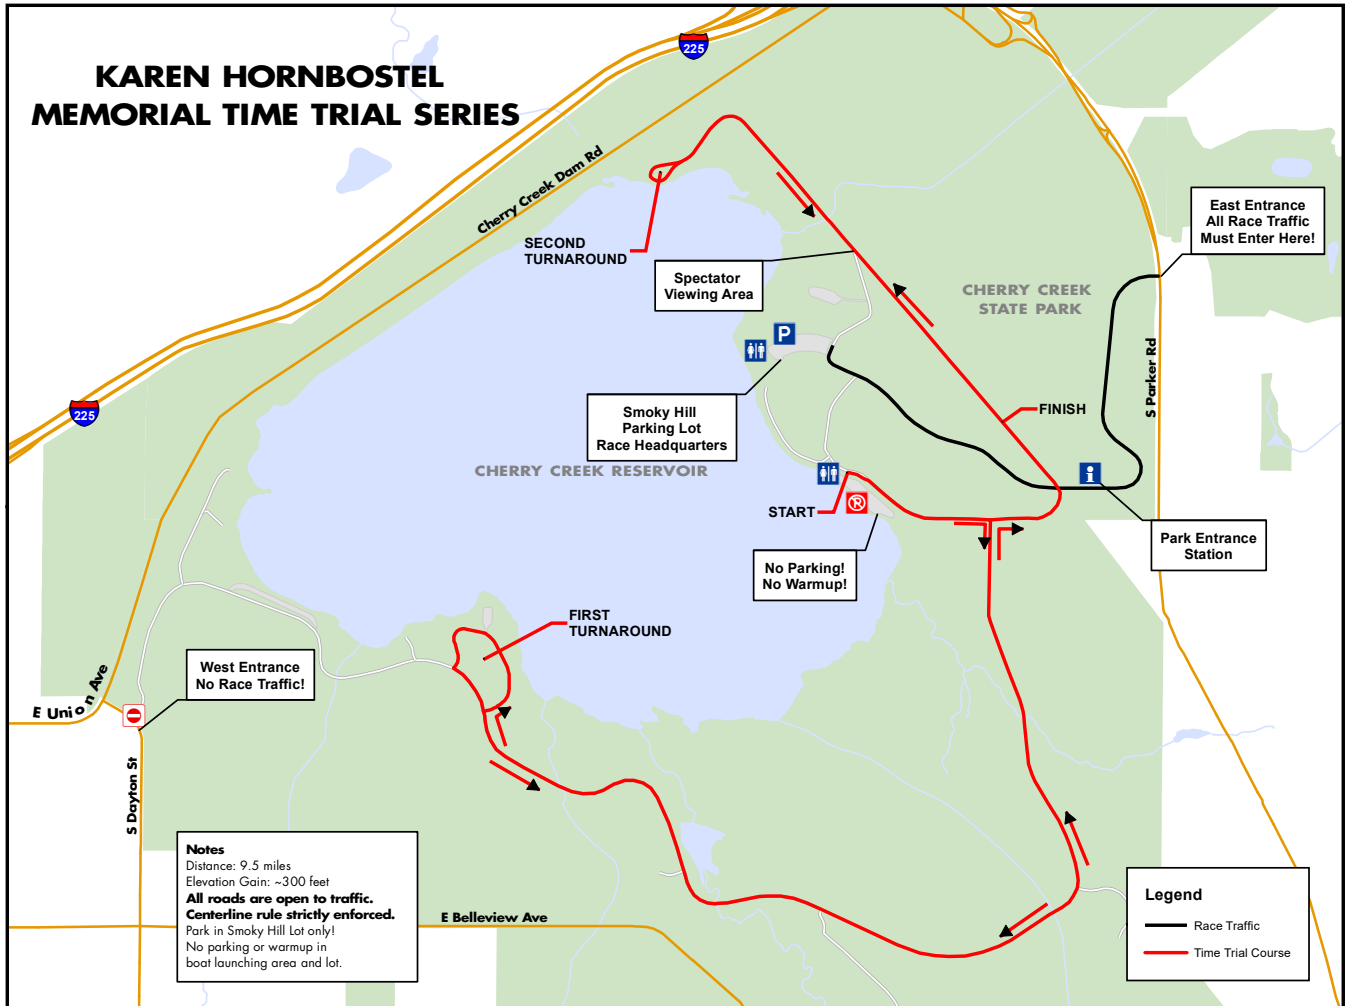 KAREN HORNBOSTEL
MEMORIAL TIME TRIAL SERIES
225
Cherry Creek Dam Rd
East Entrance
All Race Traffic
Must Enter Here!
SECOND
TURNAROUND
Spectator
Viewing Area
CHERRY CREEK
STATE PARK
P
S Parker Rd
225
Smoky Hill
Parking Lot
Race Headquarters
FINISH
CHERRY CREEK RESERVOIR
i
START
P
No Parking!
No Warmup!
Park Entrance
Station
FIRST
TURNAROUND
West Entrance
No Race Traffic!
E Union Ave
S Dayton St
Notes
Distance: 9.5 miles
Elevation Gain: ~300 feet
All roads are open to traffic.
Centerline rule strictly enforced.
Park in Smoky Hill Lot only!
No parking or warmup in
boat launching area and lot.
E Belleview Ave
Legend
Race Traffic
Time Trial Course